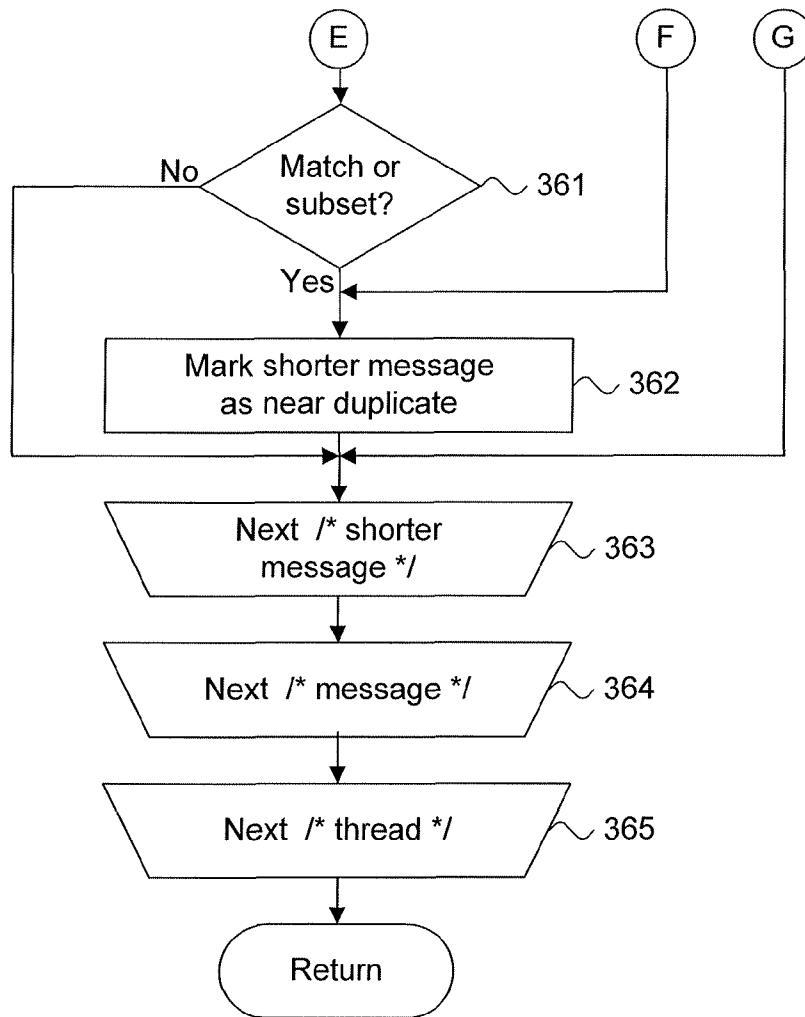 E
F
G
No
Match or
subset?
361
Yes
Mark shorter message
as near duplicate
362
Next /* shorter
message */
363
Next /* message */
364
Next /* thread */
365
Return